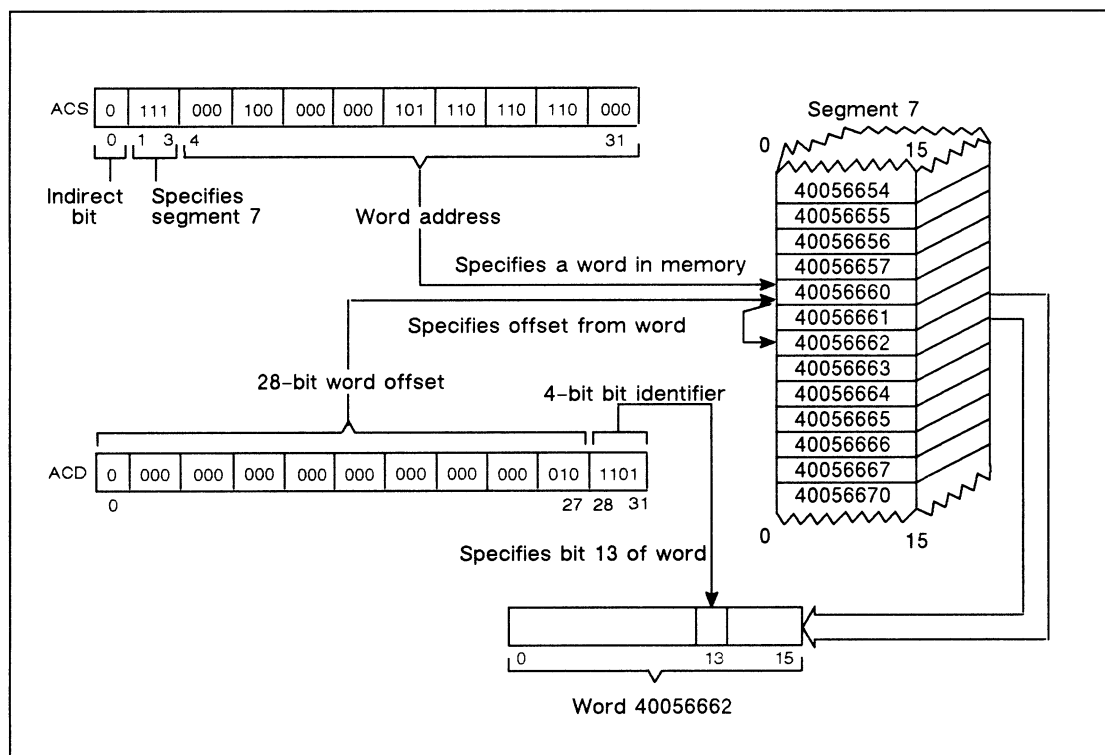 ACS 0 111 000 100 000 000 101 110 110 110 000
0 1 3 4 31
Indirect bit
Specifies segment 7
Word address
Segment 7
0 15
40056654
40056655
40056656
40056657
40056660
40056661
40056662
40056663
40056664
40056665
40056666
40056667
40056670
0 15
Specifies a word in memory
Specifies offset from word
28-bit word offset
4-bit bit identifier
ACD 0 000 000 000 000 000 000 000 000 010 1101
0 27 28 31
Specifies bit 13 of word
0 13 15
Word 40056662